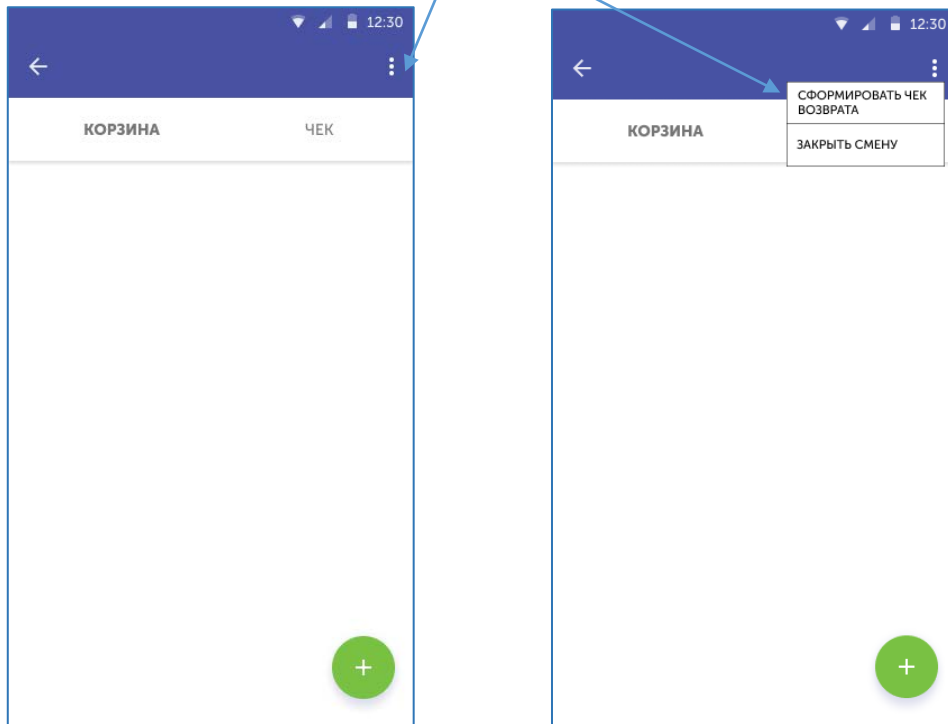 12:30
КОРЗИНА ЧЕК
12:30
СФОРМИРОВАТЬ ЧЕК
ВОЗВРАТА
ЗАКРЫТЬ СМЕНУ
КОРЗИНА